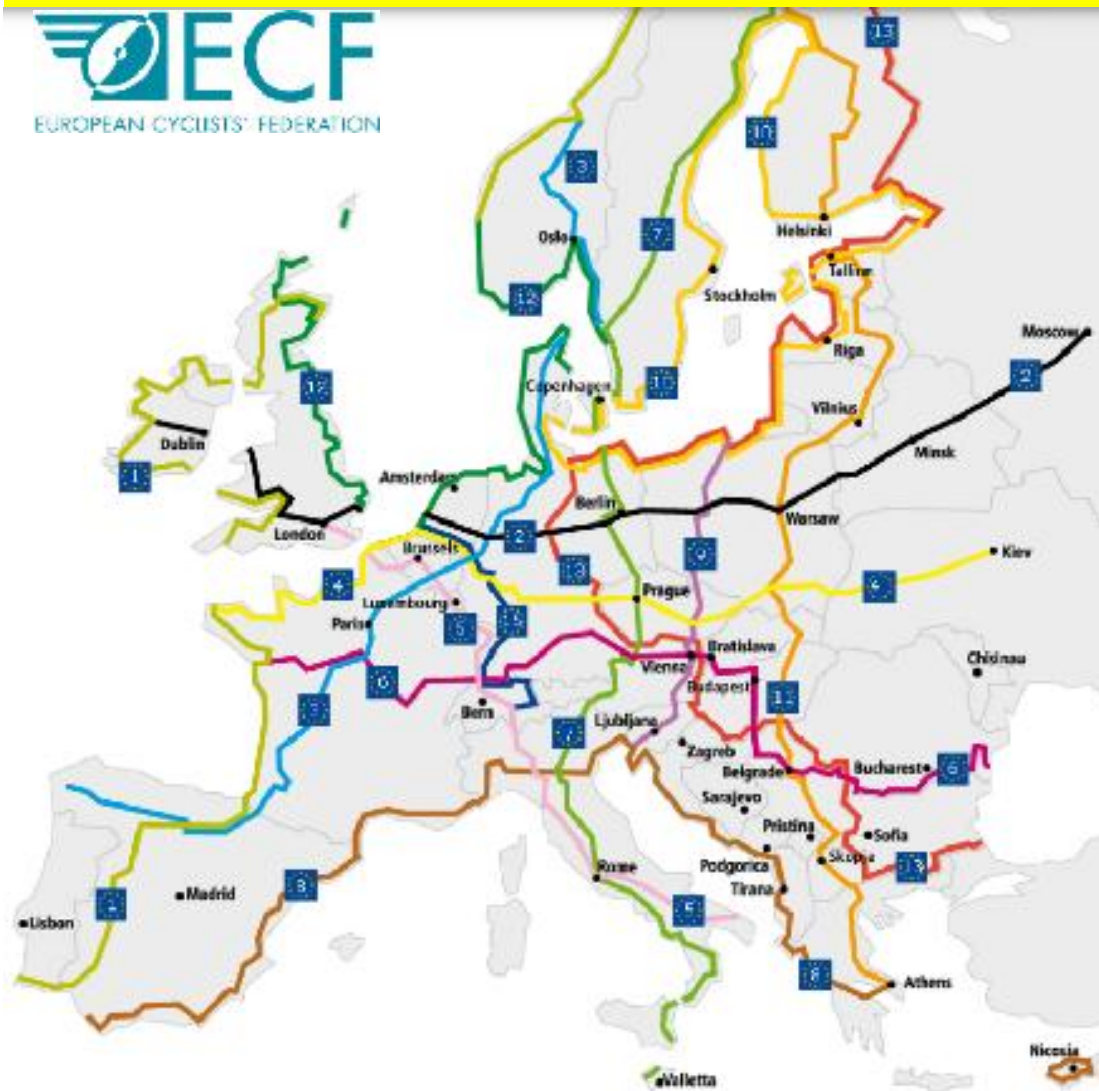 ECF
EUROPEAN CYCLISTS' FEDERATION
13
10
3
7
Oslo
Helsinki
Tallinn
12
Stockholm
Moscow
Riga
2
12
Copenhagen
10
Vilnius
Dublin
Minsk
1
Amsterdam
Berlin
Warsaw
London
2
Brussels
9
Kiev
4
13
4
Luxembourg
Prague
15
Paris
5
Bratislava
Vienna
Chisinau
6
Budapest
11
Bern
3
7
Ljubljana
Zagreb
Belgrade
Bucharest
6
Sarajevo
Pristina
Sofia
Rome
Podgorica
Skopje
13
8
Tirana
Madrid
1
5
Lisbon
8
Athens
Nicosia
Valletta